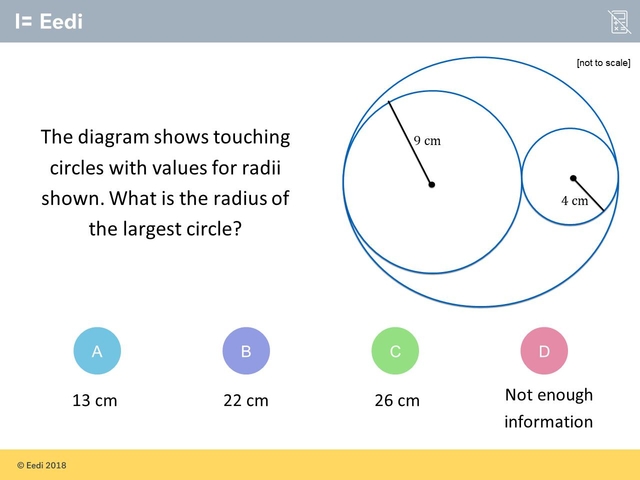 I= Eedi
[not to scale]
The diagram shows touching
circles with values for radii
shown. What is the radius of
the largest circle?
9 cm
4 cm
A
13 cm
B
22 cm
C
26 cm
D
Not enough
information
© Eedi 2018